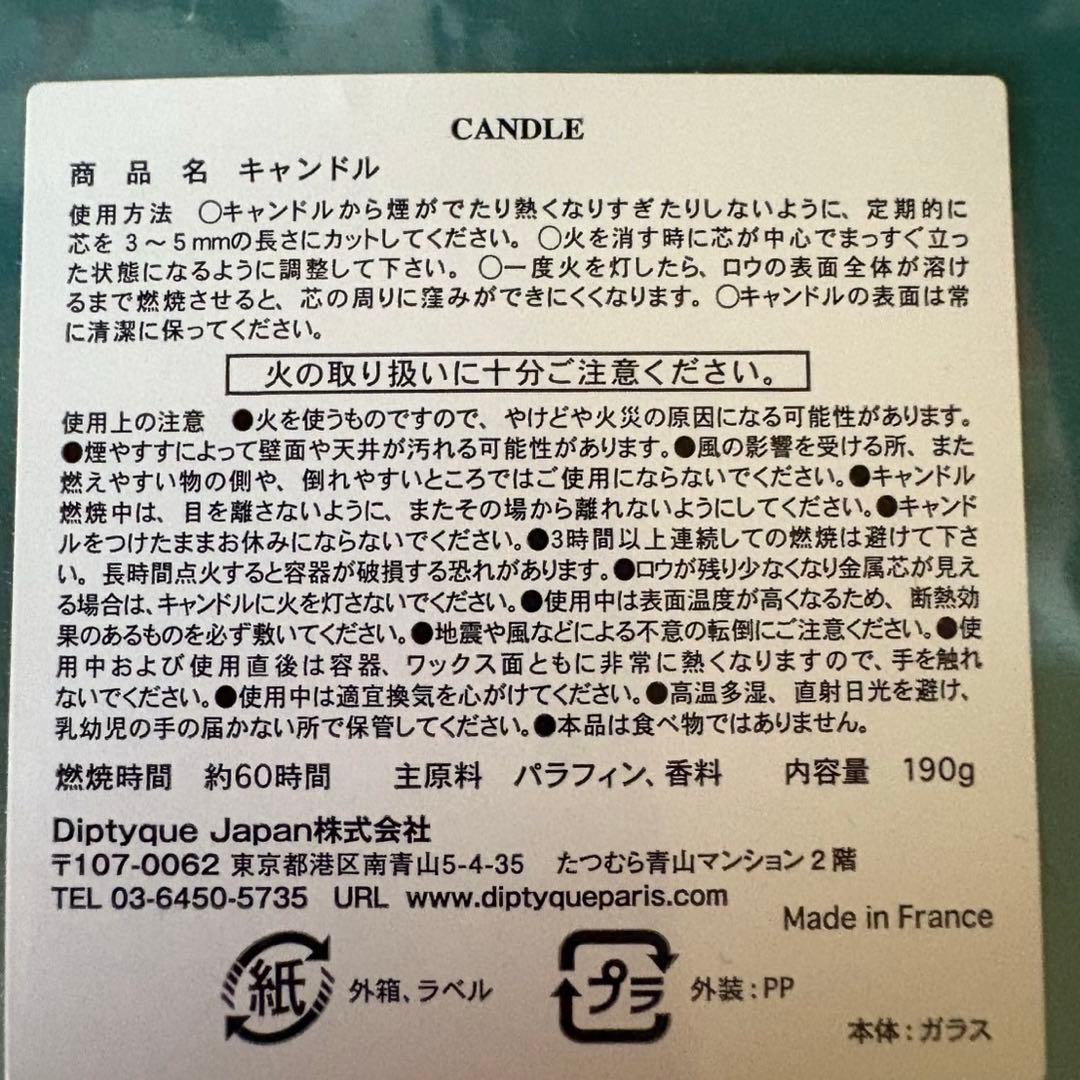 CANDLE
商 品 名 キャンドル
使用方法 〇キャンドルから煙がでたり熱くなりすぎたりしないように、定期的に
芯を 3〜5mmの長さにカットしてください。〇火を消す時に芯が中心でまっすぐ立っ
た状態になるように調整して下さい。〇一度火を灯したら、ロウの表面全体が溶け
るまで燃焼させると、芯の周りに窪みができにくくなります。〇キャンドルの表面は常
に清潔に保ってください。
火の取り扱いに十分ご注意ください。
使用上の注意 ●火を使うものですので、やけどや火災の原因になる可能性があります。
●煙やすすによって壁面や天井が汚れる可能性があります。●風の影響を受ける所、また
燃えやすい物の側や、倒れやすいところではご使用にならないでください。●キャンドル
燃焼中は、目を離さないように、またその場から離れないようにしてください。●キャンド
ルをつけたままお休みにならないでください。●3時間以上連続しての燃焼は避けて下さ
い。長時間点火すると容器が破損する恐れがあります。●ロウが残り少なくなり金属芯が見え
る場合は、キャンドルに火を灯さないでください。●使用中は表面温度が高くなるため、断熱効
果のあるものを必ず敷いてください。●地震や風などによる不意の転倒にご注意ください。●使
用中および使用直後は容器、ワックス面ともに非常に熱くなりますので、手を触れ
ないでください。●使用中は適宜換気を心がけてください。●高温多湿、直射日光を避け、
乳幼児の手の届かない所で保管してください。●本品は食べ物ではありません。
燃焼時間 約60時間 主原料 パラフィン、香料 内容量 190g
Diptyque Japan株式会社
〒107-0062 東京都港区南青山5-4-35 たつむら青山マンション2階
TEL 03-6450-5735 URL www.diptyqueparis.com
Made in France
紙 外箱、ラベル プラ 外装:PP
本体:ガラス